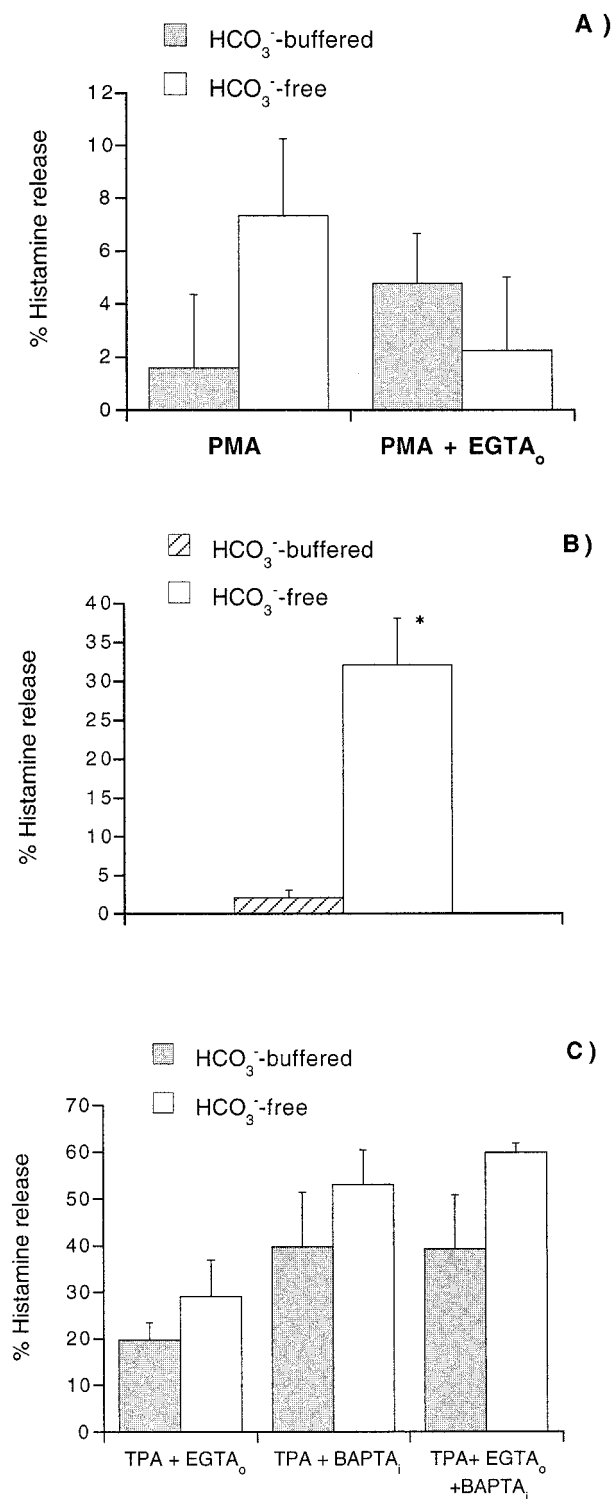 A )
HCO₃⁻-buffered
HCO₃⁻-free
% Histamine release
12
10
8
6
4
2
0
PMA
PMA + EGTAₒ
B )
HCO₃⁻-buffered
HCO₃⁻-free
% Histamine release
40
35
30
25
20
15
10
5
0
*
C )
HCO₃⁻-buffered
HCO₃⁻-free
% Histamine release
70
60
50
40
30
20
10
0
TPA + EGTAₒ
TPA + BAPTAᵢ
TPA+ EGTAₒ
+BAPTAᵢ